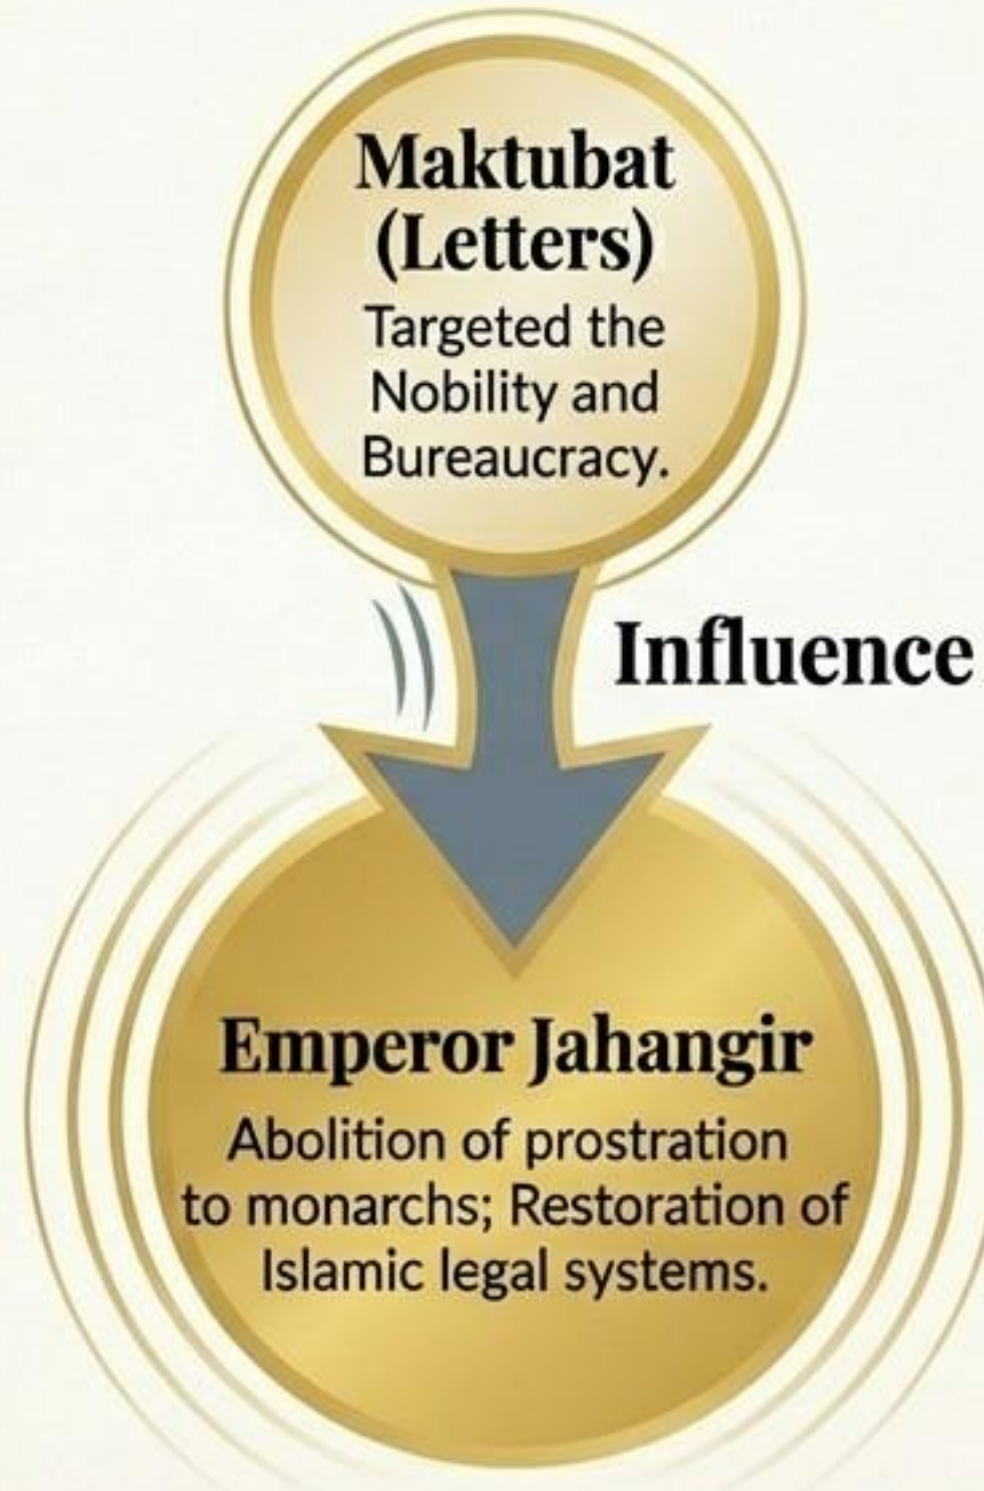 Maktubat
(Letters)
Targeted the
Nobility and
Bureaucracy.
Influence
Emperor Jahangir
Abolition of prostration
to monarchs; Restoration of
Islamic legal systems.